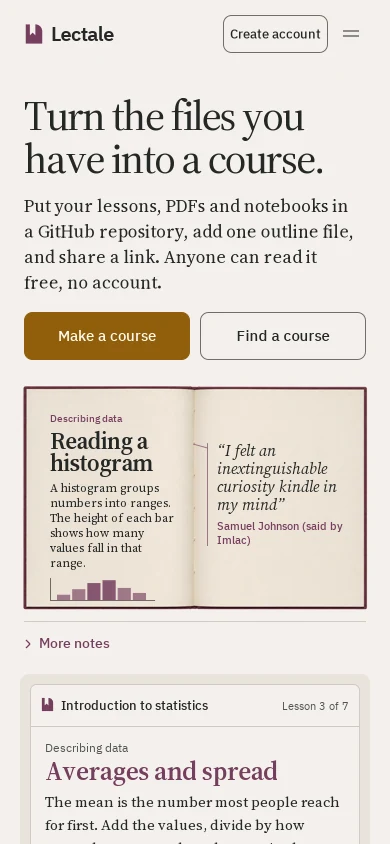 Lectale
Create account
Turn the files you
have into a course.
Put your lessons, PDFs and notebooks in
a GitHub repository, add one outline file,
and share a link. Anyone can read it
free, no account.
Make a course
Find a course
Describing data
Reading a
histogram
A histogram groups
numbers into ranges.
The height of each bar
shows how many
values fall in that
range.
“I felt an
inextinguishable
curiosity kindle in
my mind”
Samuel Johnson (said by
Imlac)
More notes
Introduction to statistics
Lesson 3 of 7
Describing data
Averages and spread
The mean is the number most people reach
for first. Add the values, divide by how